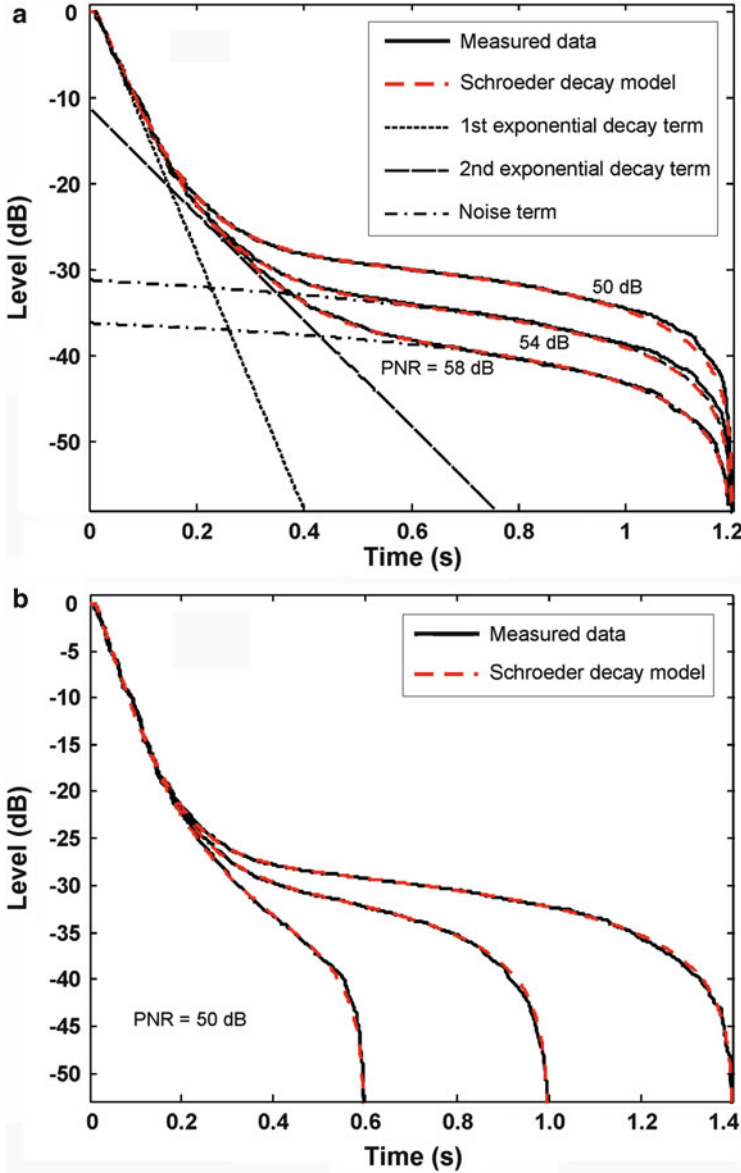 a
0
-10
-20
-30
-40
-50
Level (dB)
Measured data
Schroeder decay model
1st exponential decay term
2nd exponential decay term
Noise term
50 dB
54 dB
PNR = 58 dB
0 0.2 0.4 0.6 0.8 1 1.2
Time (s)
b
0
-5
-10
-15
-20
-25
-30
-35
-40
-45
-50
Level (dB)
Measured data
Schroeder decay model
PNR = 50 dB
0 0.2 0.4 0.6 0.8 1.0 1.2 1.4
Time (s)